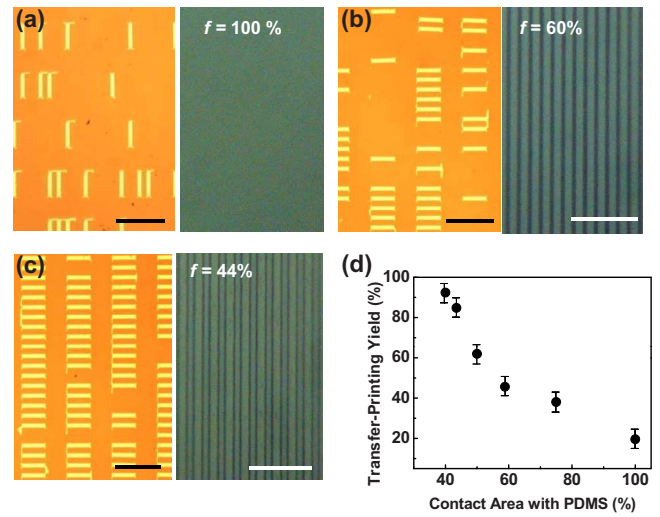 (a)
f = 100 %
(b)
f = 60%
(c)
f = 44%
(d)
100
80
60
40
20
40 60 80 100
Transfer-Printing Yield (%)
Contact Area with PDMS (%)